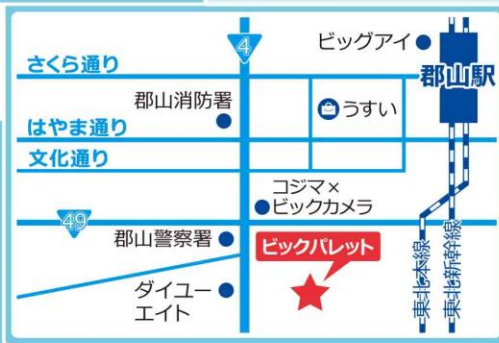 4
ビッグアイ
さくら通り
郡山駅
郡山消防署
うすい
はやま通り
文化通り
コジマ×
ビックカメラ
49
郡山警察署
ビックパレット
ダイユー
エイト
東北本線
東北新幹線